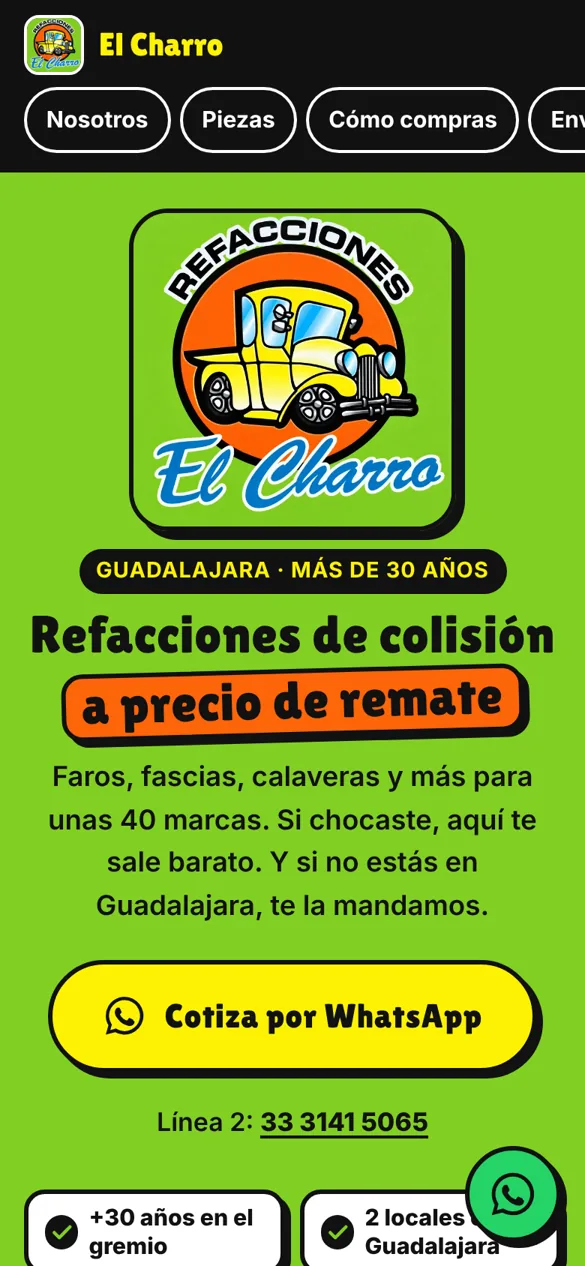 REFACCIONES
El Charro
El Charro
Nosotros
Piezas
Cómo compras
REFACCIONES
El Charro
GUADALAJARA · MÁS DE 30 AÑOS
Refacciones de colisión
a precio de remate
Faros, fascias, calaveras y más para
unas 40 marcas. Si chocaste, aquí te
sale barato. Y si no estás en
Guadalajara, te la mandamos.
Cotiza por WhatsApp
Línea 2: 33 3141 5065
+30 años en el
gremio
2 locales
Guadalajara